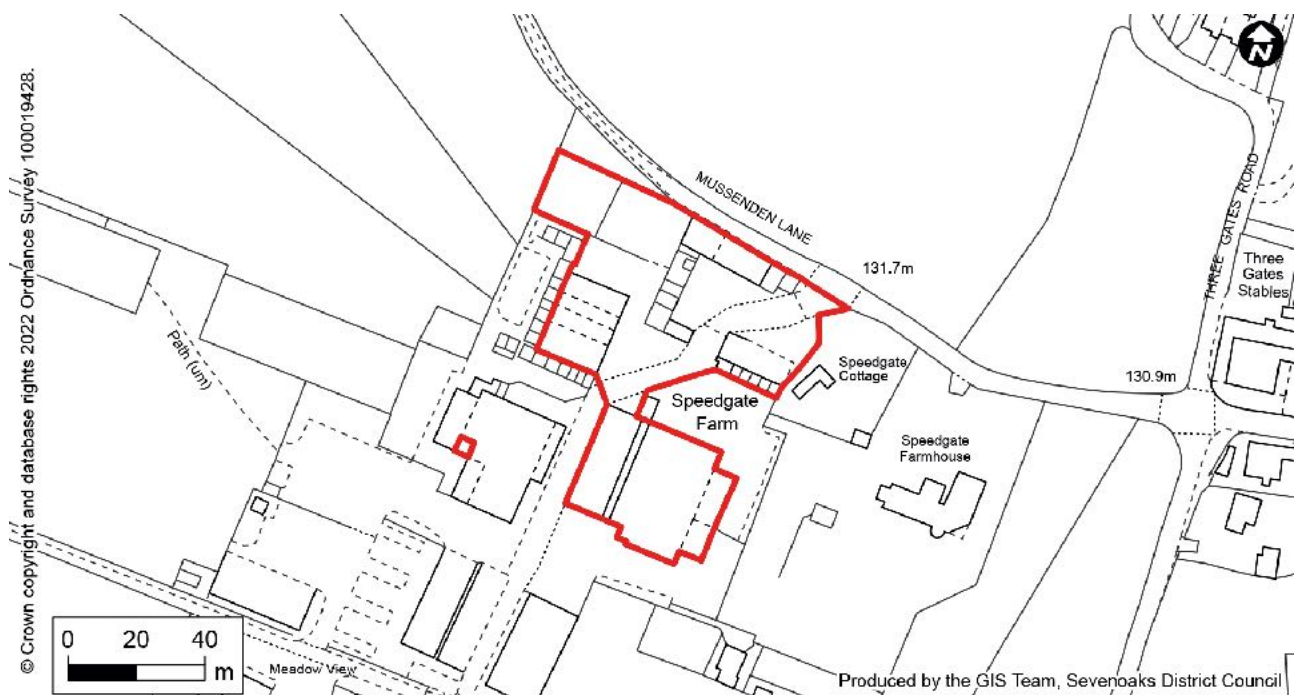 © Crown copyright and database rights 2022 Ordnance Survey 100019428.
N
MUSSENDEN LANE
131.7m
THREE GATES ROAD
Three
Gates
Stables
Path (um)
Speedgate
Cottage
130.9m
Speedgate
Farm
Speedgate
Farmhouse
0 20 40
m
Meadow View
Produced by the GIS Team, Sevenoaks District Council